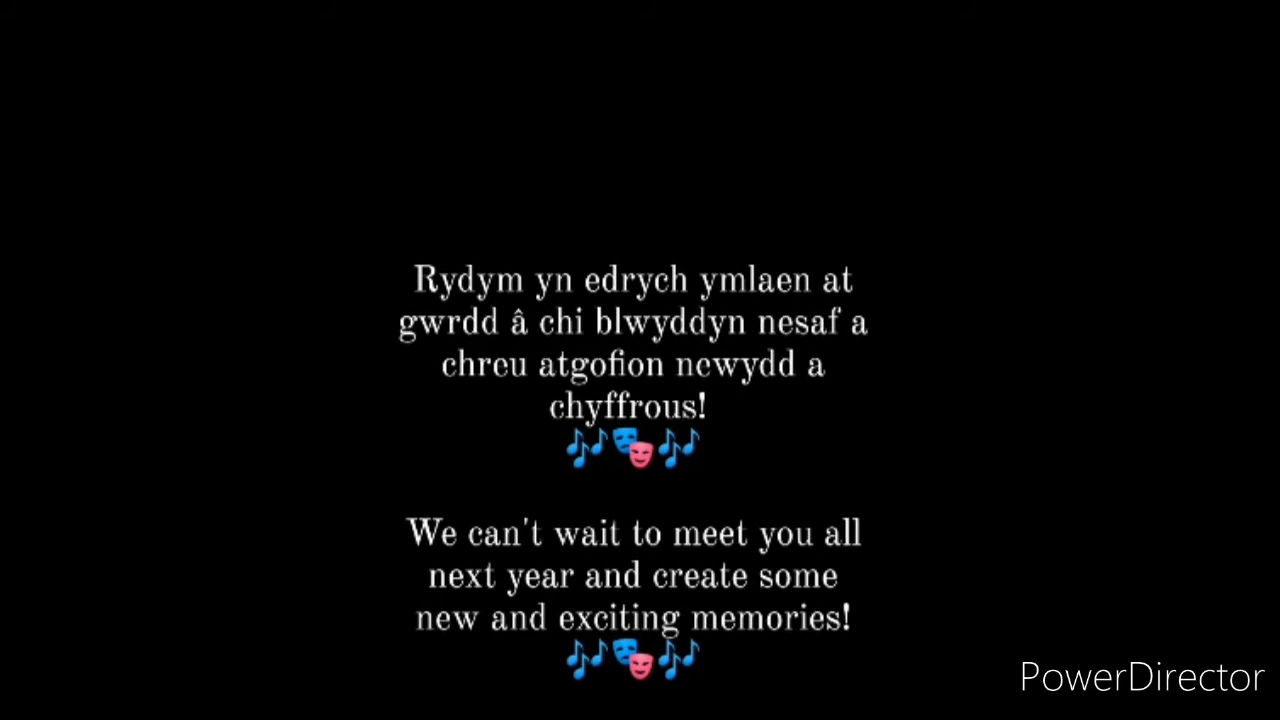 Rydym yn edrych ymlaen at
gwrdd â chi blwyddyn nesaf a
chreu atgofion newydd a
chyffrous!
🎶🎭🎶
We can't wait to meet you all
next year and create some
new and exciting memories!
🎶🎭🎶
PowerDirector